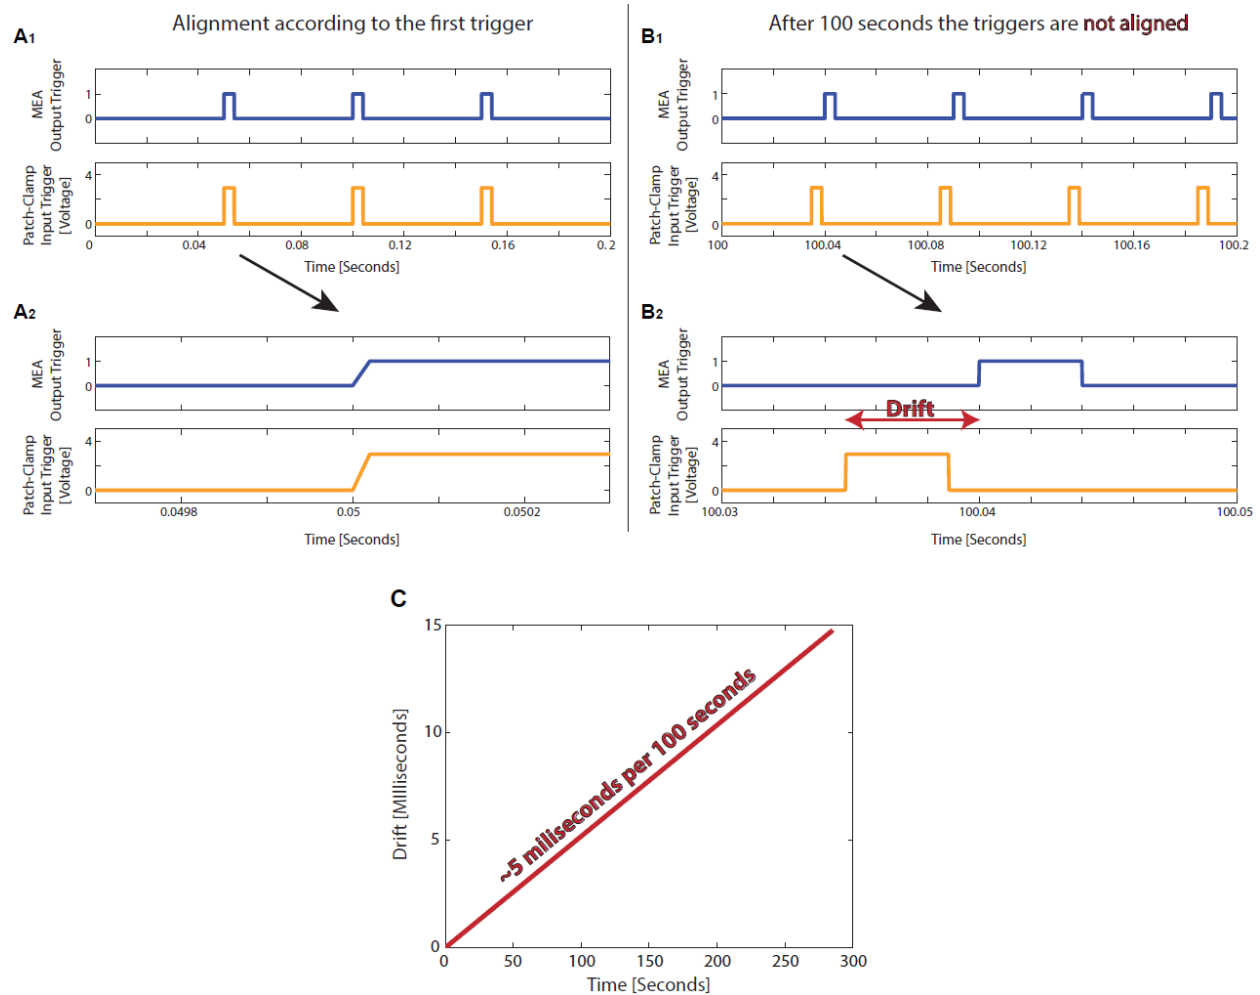 Alignment according to the first trigger
A1
MEA
Output Trigger
1
0
Patch-Clamp
Input Trigger
[Voltage]
4
0
0 0.04 0.08 0.12 0.16 0.2
Time [Seconds]
A2
MEA
Output Trigger
1
0
Patch-Clamp
Input Trigger
[Voltage]
4
0
0.0498 0.05 0.0502
Time [Seconds]
After 100 seconds the triggers are not aligned
B1
MEA
Output Trigger
1
0
Patch-Clamp
Input Trigger
[Voltage]
4
0
100 100.04 100.08 100.12 100.16 100.2
Time [Seconds]
B2
MEA
Output Trigger
1
0
Drift
Patch-Clamp
Input Trigger
[Voltage]
4
0
100.03 100.04 100.05
Time [Seconds]
C
Drift [MIlliseconds]
15
10
5
0
~5 miliseconds per 100 seconds
0 50 100 150 200 250 300
Time [Seconds]